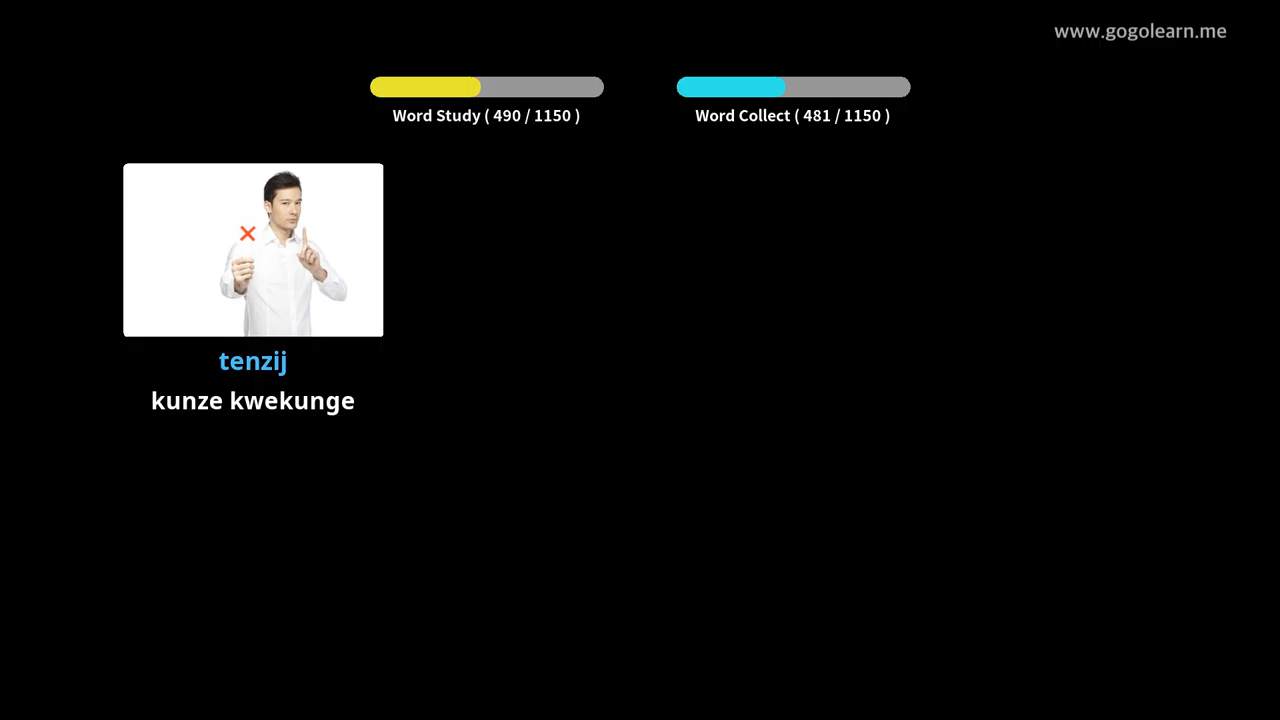 www.gogolearn.me
Word Study ( 490 / 1150 )
Word Collect ( 481 / 1150 )
tenzij
kunze kwekunge